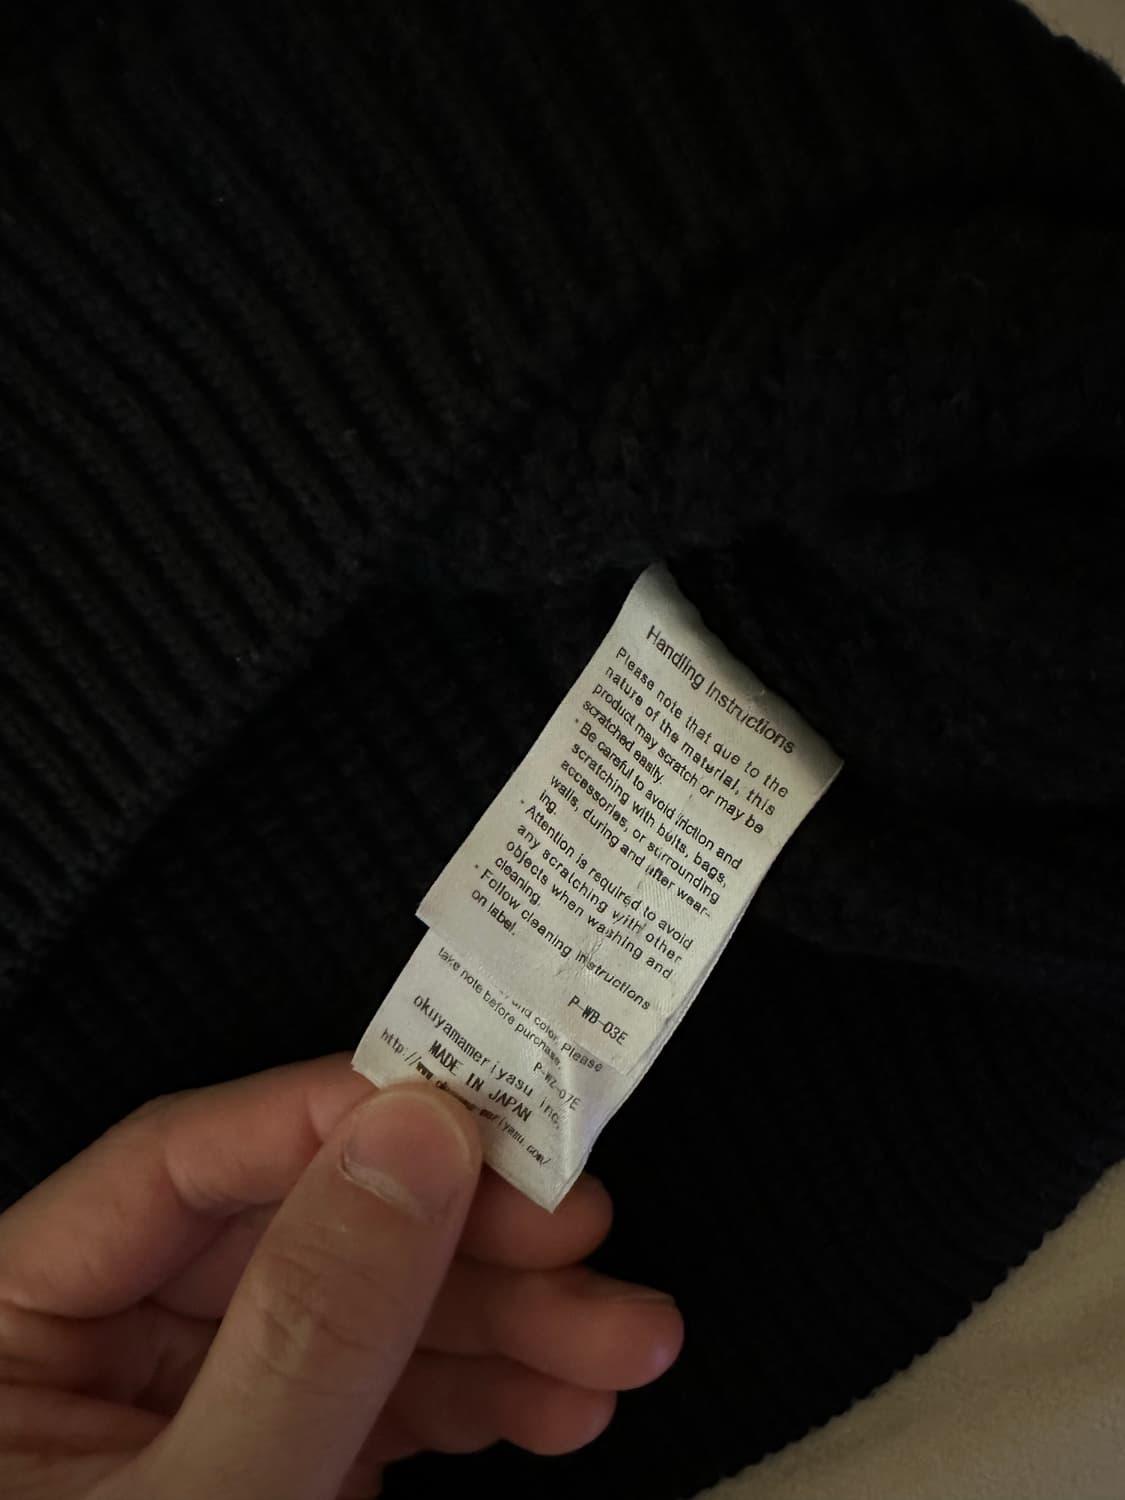 Handling Instructions
Please note that due to the
nature of the material, this
product may scratch or may be
scratched easily.
・Be careful to avoid friction and
scratching with belts, bags,
accessories, or surrounding
walls, during and after wear-
ing.
・Attention is required to avoid
any scratching with other
objects when washing and
cleaning.
・Follow cleaning instructions
on label.
P-WB-03E
and color. Please
take note before purchase.
P-WZ-07E
okuyamameriyasu inc.
MADE IN JAPAN